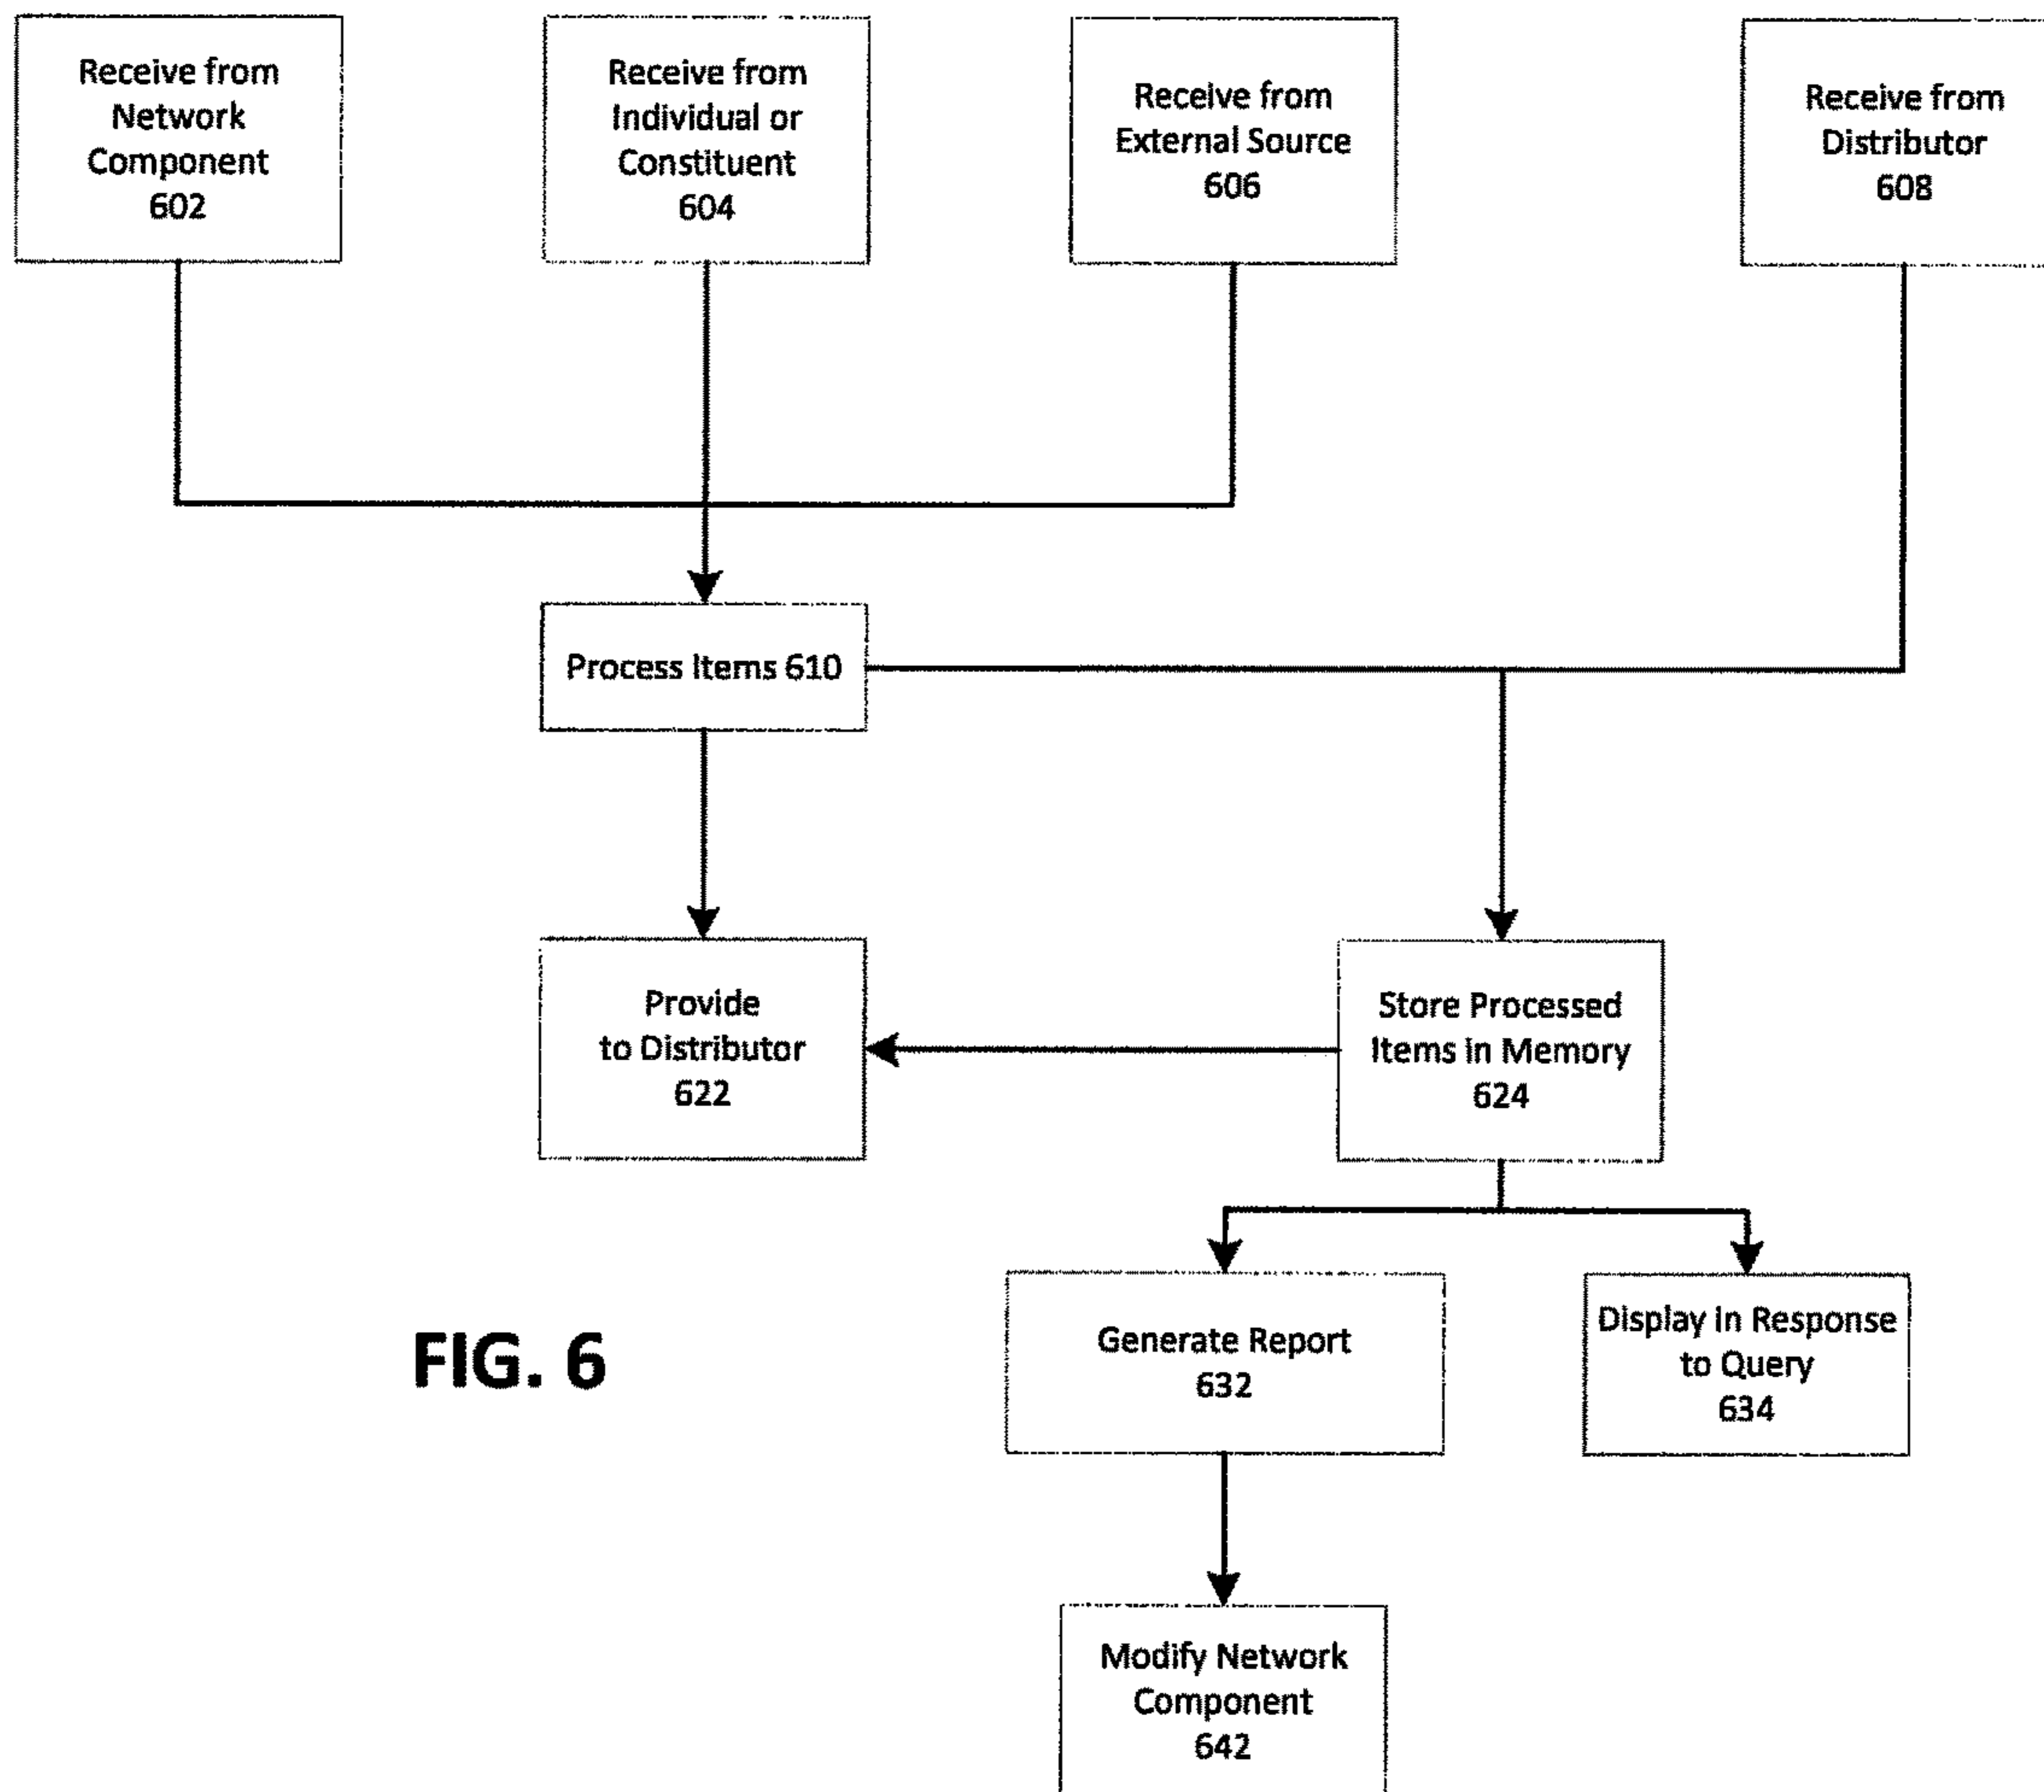 Receive from
Network
Component
602
Receive from
Individual or
Constituent
604
Receive from
External Source
606
Receive from
Distributor
608
Process Items 610
Provide
to Distributor
622
Store Processed
Items in Memory
624
Generate Report
632
Display in Response
to Query
634
FIG. 6
Modify Network
Component
642